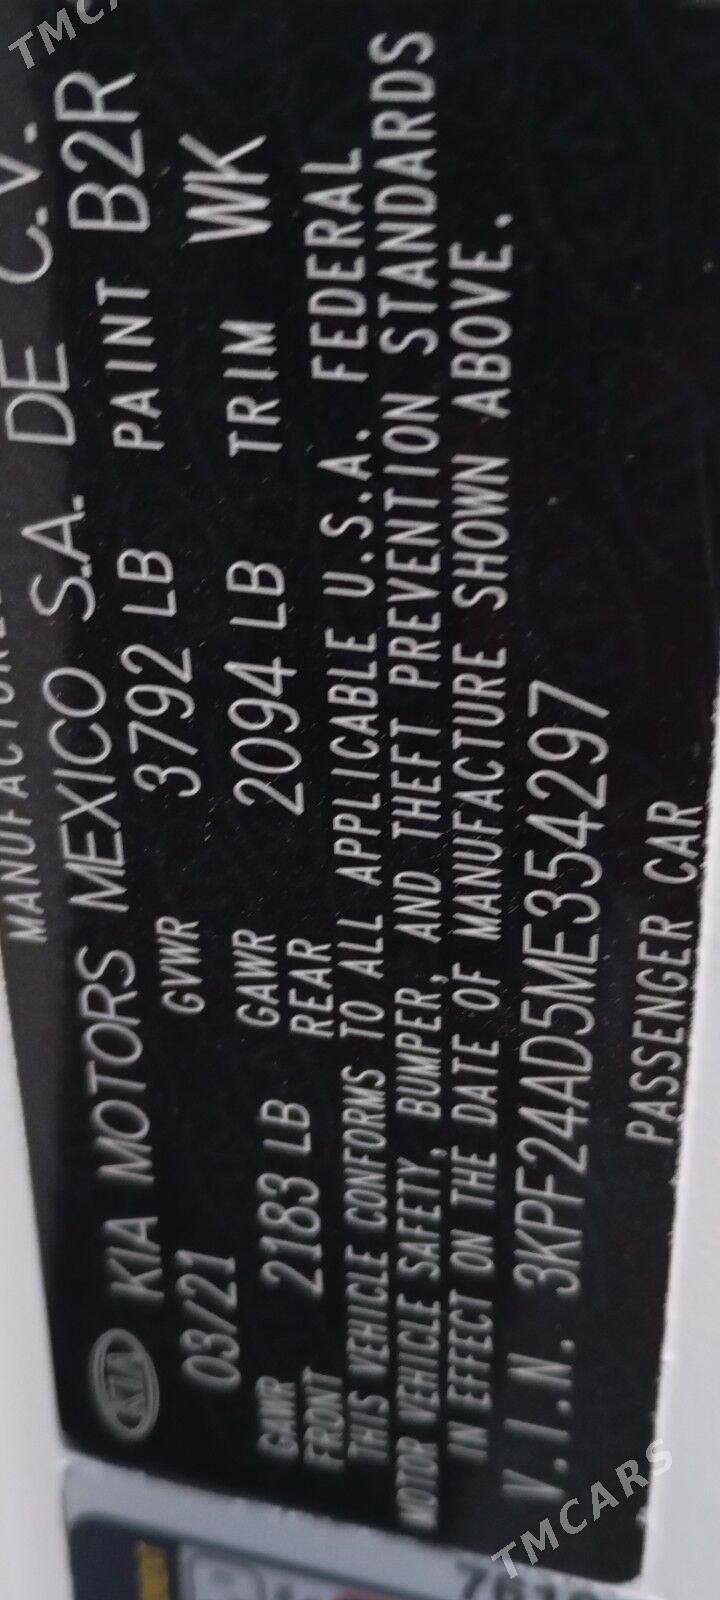 TMCARS
KIA
KIA MOTORS MEXICO S.A. DE C.V.
03/21 GVWR 3792 LB PAINT B2R
GAWR FRONT 2183 LB GAWR REAR 2094 LB TRIM WK
THIS VEHICLE CONFORMS TO ALL APPLICABLE U.S.A. FEDERAL
MOTOR VEHICLE SAFETY, BUMPER, AND THEFT PREVENTION STANDARDS
IN EFFECT ON THE DATE OF MANUFACTURE SHOWN ABOVE.
V.I.N. 3KPF24AD5ME354297
PASSENGER CAR
TMCARS